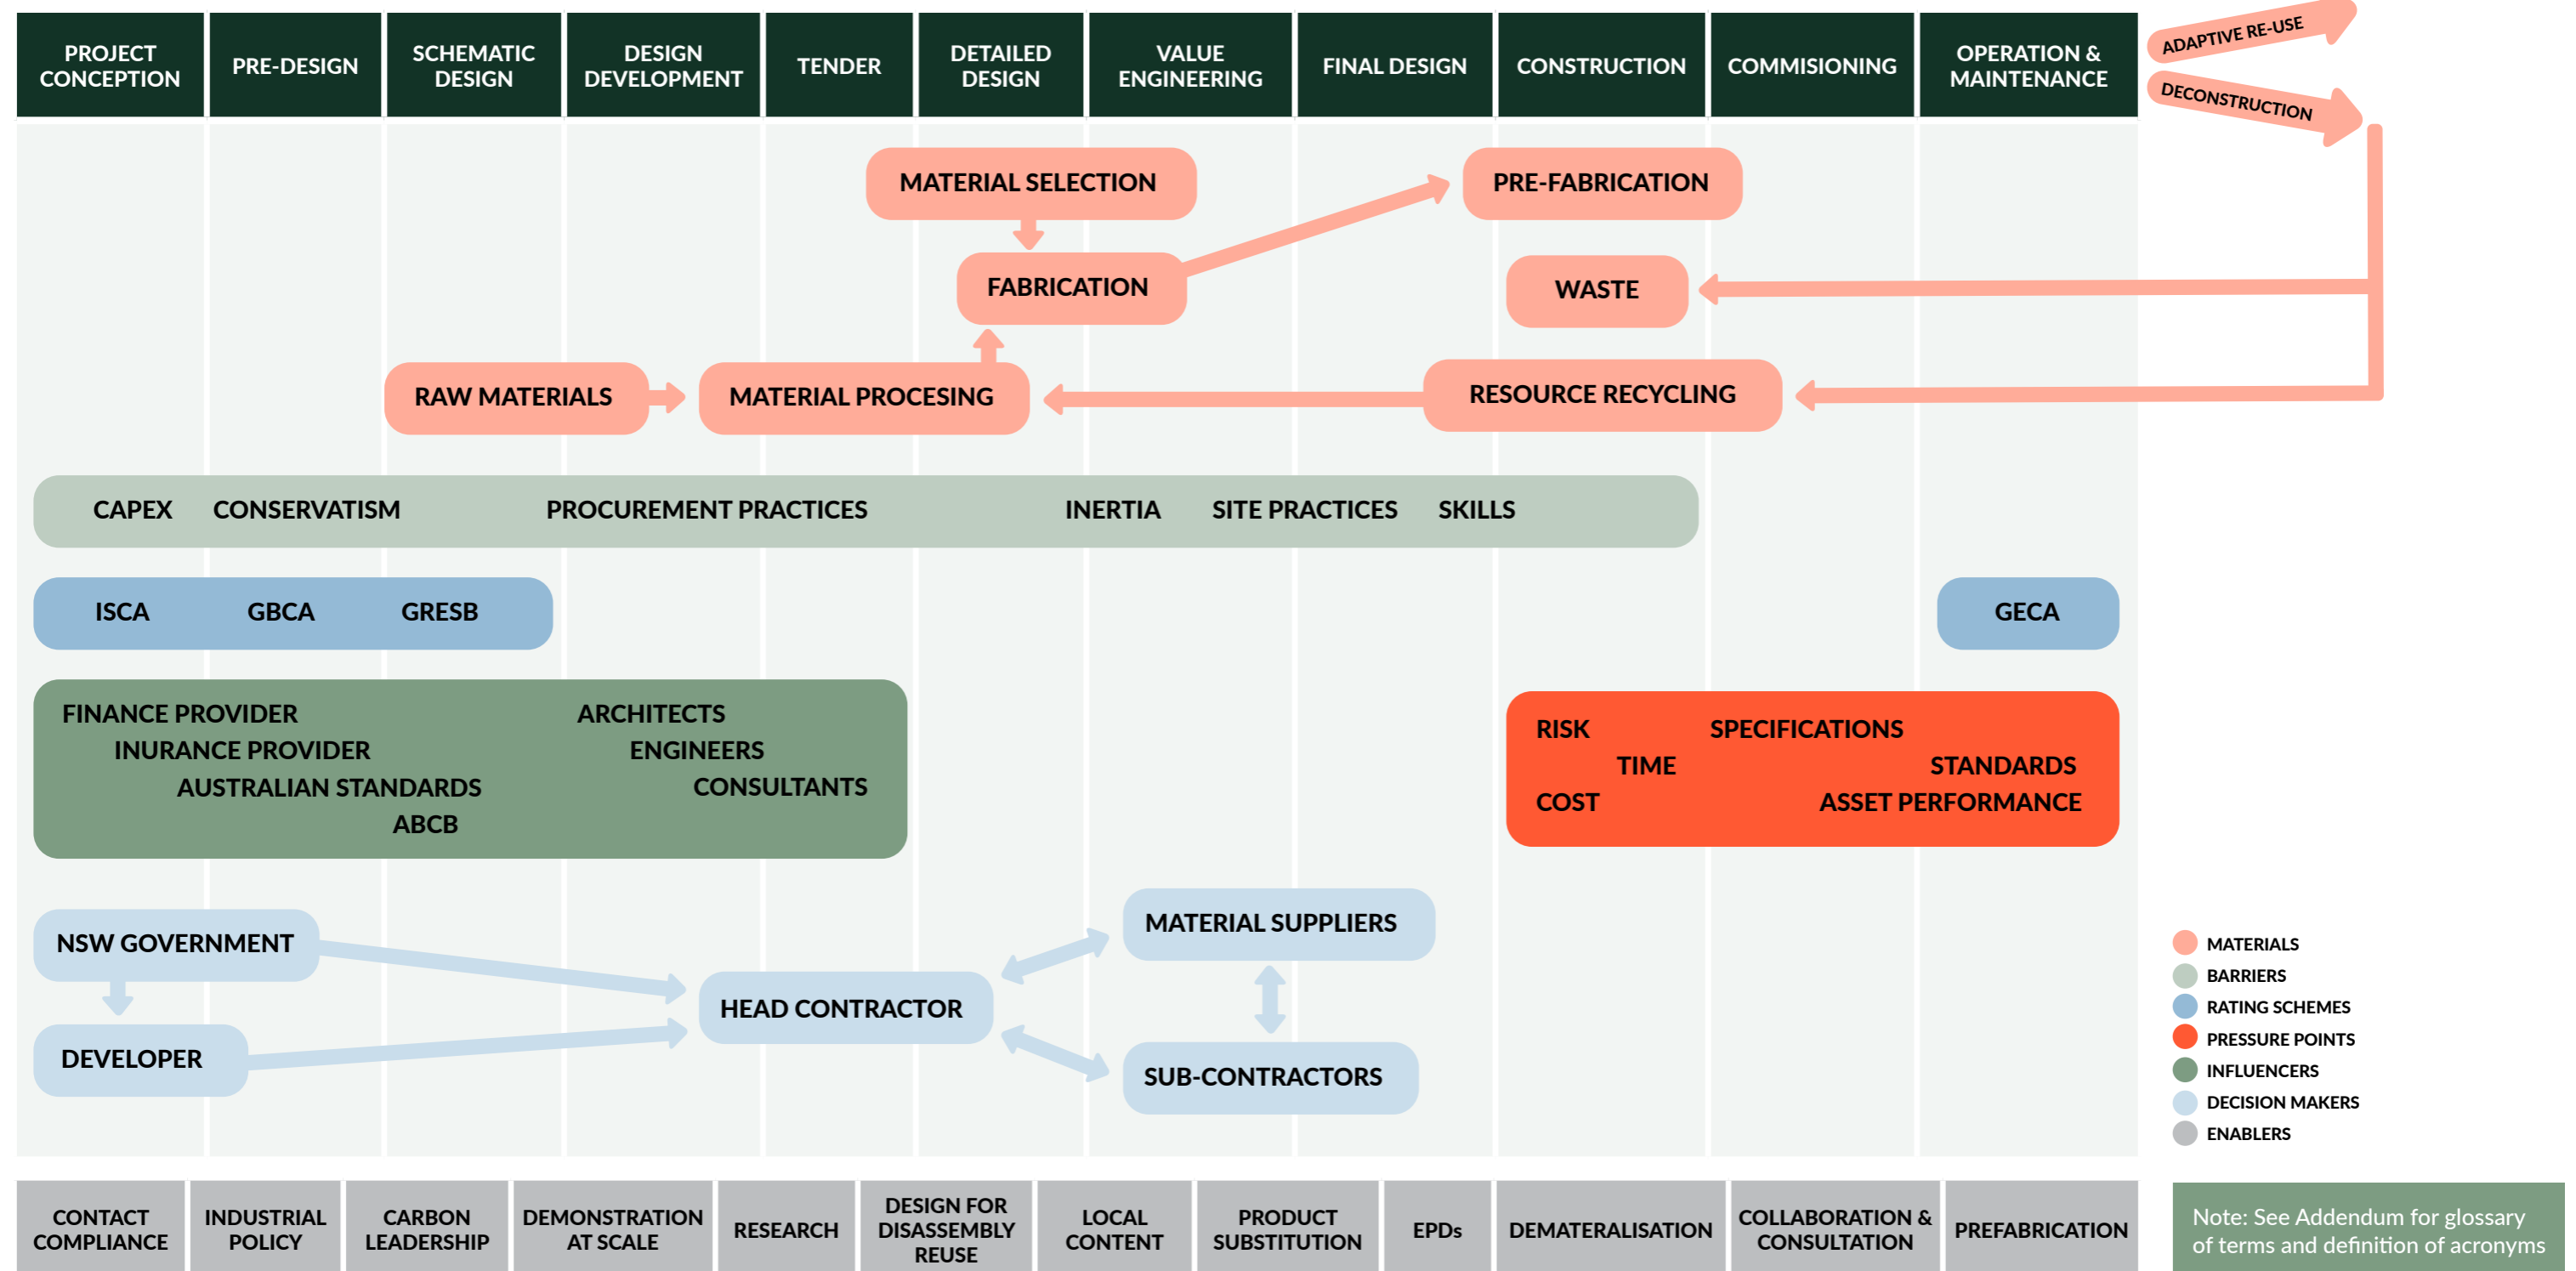 PROJECT
CONCEPTION
PRE-DESIGN
SCHEMATIC
DESIGN
DESIGN
DEVELOPMENT
TENDER
DETAILED
DESIGN
VALUE
ENGINEERING
FINAL DESIGN
CONSTRUCTION
COMMISIONING
OPERATION &
MAINTENANCE
ADAPTIVE RE-USE
DECONSTRUCTION
MATERIAL SELECTION
PRE-FABRICATION
FABRICATION
WASTE
RAW MATERIALS
MATERIAL PROCESING
RESOURCE RECYCLING
CAPEX
CONSERVATISM
PROCUREMENT PRACTICES
INERTIA
SITE PRACTICES
SKILLS
ISCA
GBCA
GRESB
GECA
FINANCE PROVIDER
INURANCE PROVIDER
AUSTRALIAN STANDARDS
ABCB
ARCHITECTS
ENGINEERS
CONSULTANTS
RISK
SPECIFICATIONS
TIME
STANDARDS
COST
ASSET PERFORMANCE
NSW GOVERNMENT
DEVELOPER
HEAD CONTRACTOR
MATERIAL SUPPLIERS
SUB-CONTRACTORS
MATERIALS
BARRIERS
RATING SCHEMES
PRESSURE POINTS
INFLUENCERS
DECISION MAKERS
ENABLERS
CONTACT
COMPLIANCE
INDUSTRIAL
POLICY
CARBON
LEADERSHIP
DEMONSTRATION
AT SCALE
RESEARCH
DESIGN FOR
DISASSEMBLY
REUSE
LOCAL
CONTENT
PRODUCT
SUBSTITUTION
EPDs
DEMATERALISATION
COLLABORATION &
CONSULTATION
PREFABRICATION
Note: See Addendum for glossary
of terms and definition of acronyms